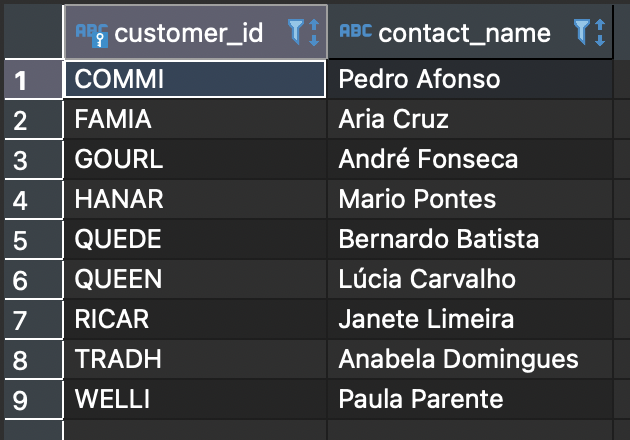 ABC customer_id ABC contact_name
1 COMMI Pedro Afonso
2 FAMIA Aria Cruz
3 GOURL André Fonseca
4 HANAR Mario Pontes
5 QUEDE Bernardo Batista
6 QUEEN Lúcia Carvalho
7 RICAR Janete Limeira
8 TRADH Anabela Domingues
9 WELLI Paula Parente